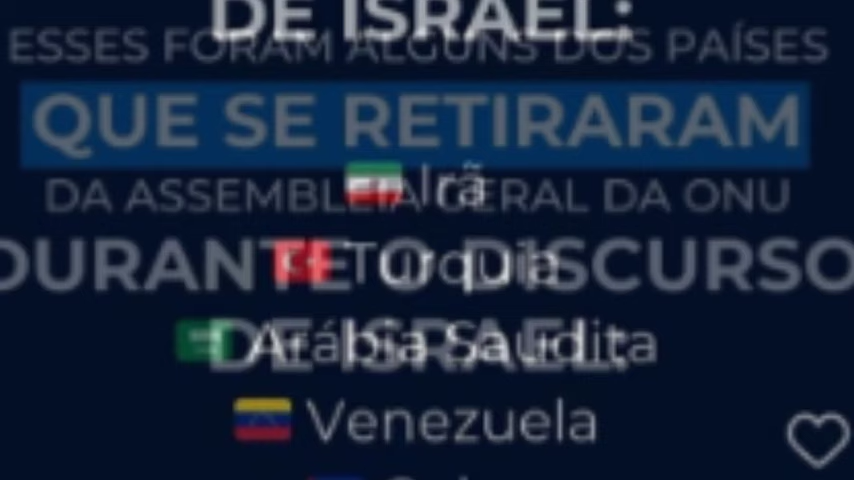 DE ISRAEL:
ESSES FORAM ALGUNS DOS PAÍSES
QUE SE RETIRARAM
Irã
DA ASSEMBLEIA GERAL DA ONU
DURANTE O DISCURSO
Turquia
DE ISRAEL:
Arábia Saudita
Venezuela